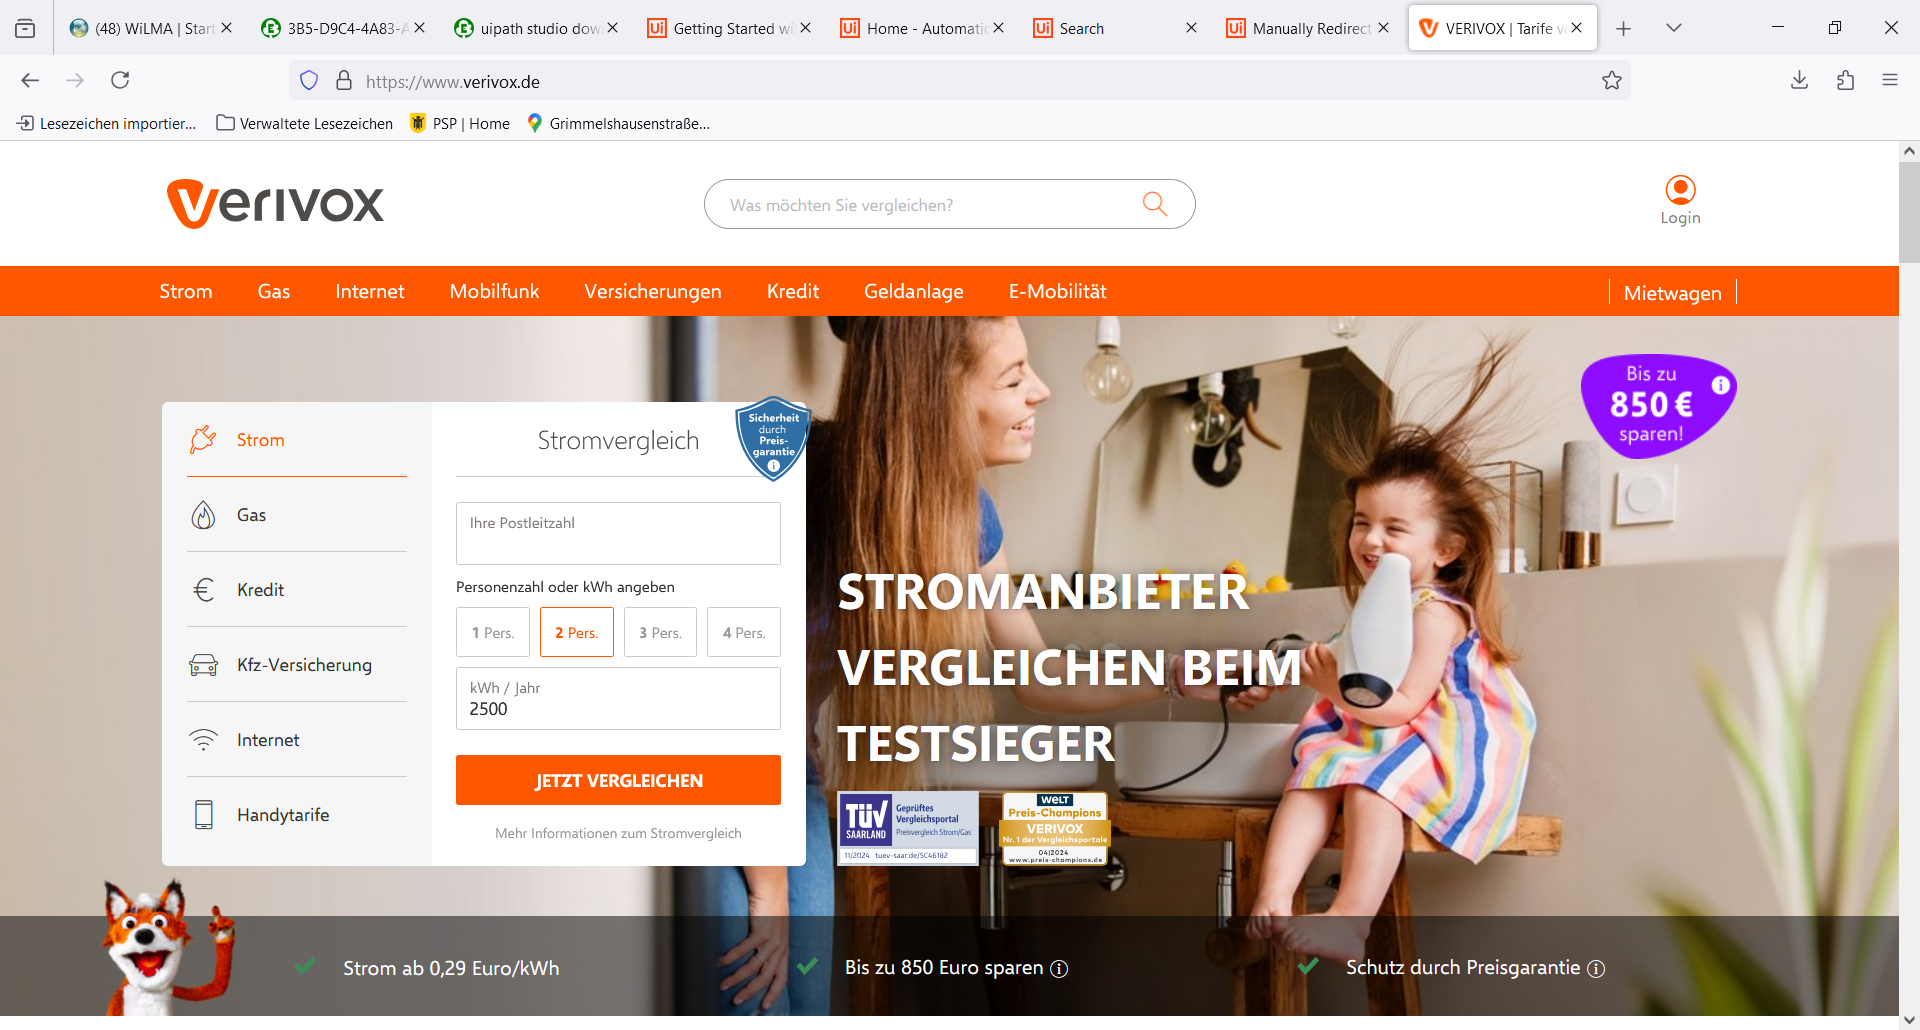 (48) WiLMA | Start
3B5-D9C4-4A83-A
uipath studio dow
Getting Started wi
Home - Automatic
Search
Manually Redirect
VERIVOX | Tarife v
https://www.verivox.de
Lesezeichen importier...
Verwaltete Lesezeichen
PSP | Home
Grimmelshausenstraße...
Verivox
Was möchten Sie vergleichen?
Login
Strom
Gas
Internet
Mobilfunk
Versicherungen
Kredit
Geldanlage
E-Mobilität
Mietwagen
Bis zu
850 €
sparen!
Strom
Gas
Kredit
Kfz-Versicherung
Internet
Handytarife
Stromvergleich
Sicherheit
durch
Preis-
garantie
Ihre Postleitzahl
Personenzahl oder kWh angeben
1 Pers.
2 Pers.
3 Pers.
4 Pers.
kWh / Jahr
2500
JETZT VERGLEICHEN
Mehr Informationen zum Stromvergleich
STROMANBIETER
VERGLEICHEN BEIM
TESTSIEGER
TÜV
SAARLAND
Geprüftes
Vergleichsportal
Preisvergleich Strom/Gas
11/2024 tuev-saar.de/SC46182
WELT
Preis-Champions
VERIVOX
Nr. 1 der Vergleichsportale
04|2024
www.preis-champions.de
Strom ab 0,29 Euro/kWh
Bis zu 850 Euro sparen
Schutz durch Preisgarantie